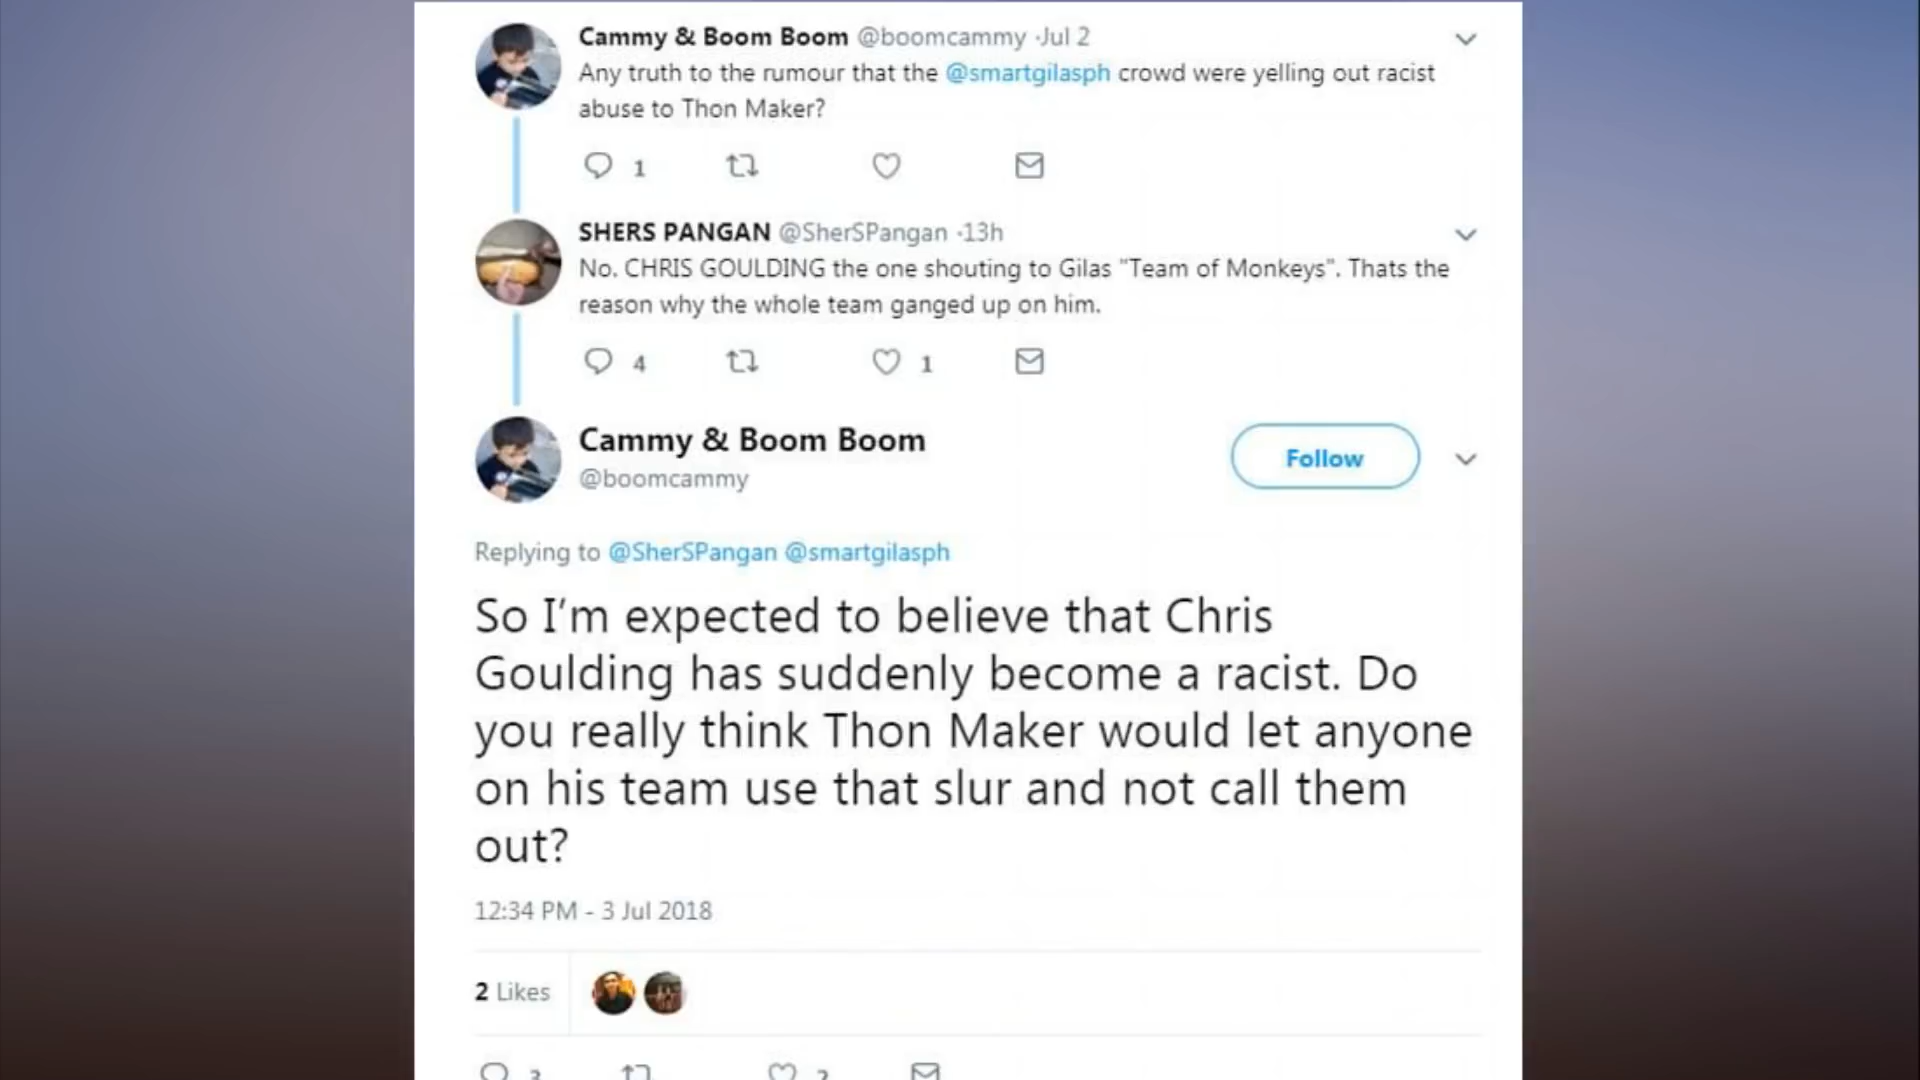 Cammy & Boom Boom @boomcammy ·Jul 2
Any truth to the rumour that the @smartgilasph crowd were yelling out racist
abuse to Thon Maker?
1
SHERS PANGAN @SherSPangan ·13h
No. CHRIS GOULDING the one shouting to Gilas "Team of Monkeys". Thats the
reason why the whole team ganged up on him.
4 1
Cammy & Boom Boom
@boomcammy
Follow
Replying to @SherSPangan @smartgilasph
So I'm expected to believe that Chris
Goulding has suddenly become a racist. Do
you really think Thon Maker would let anyone
on his team use that slur and not call them
out?
12:34 PM - 3 Jul 2018
2 Likes
3 2